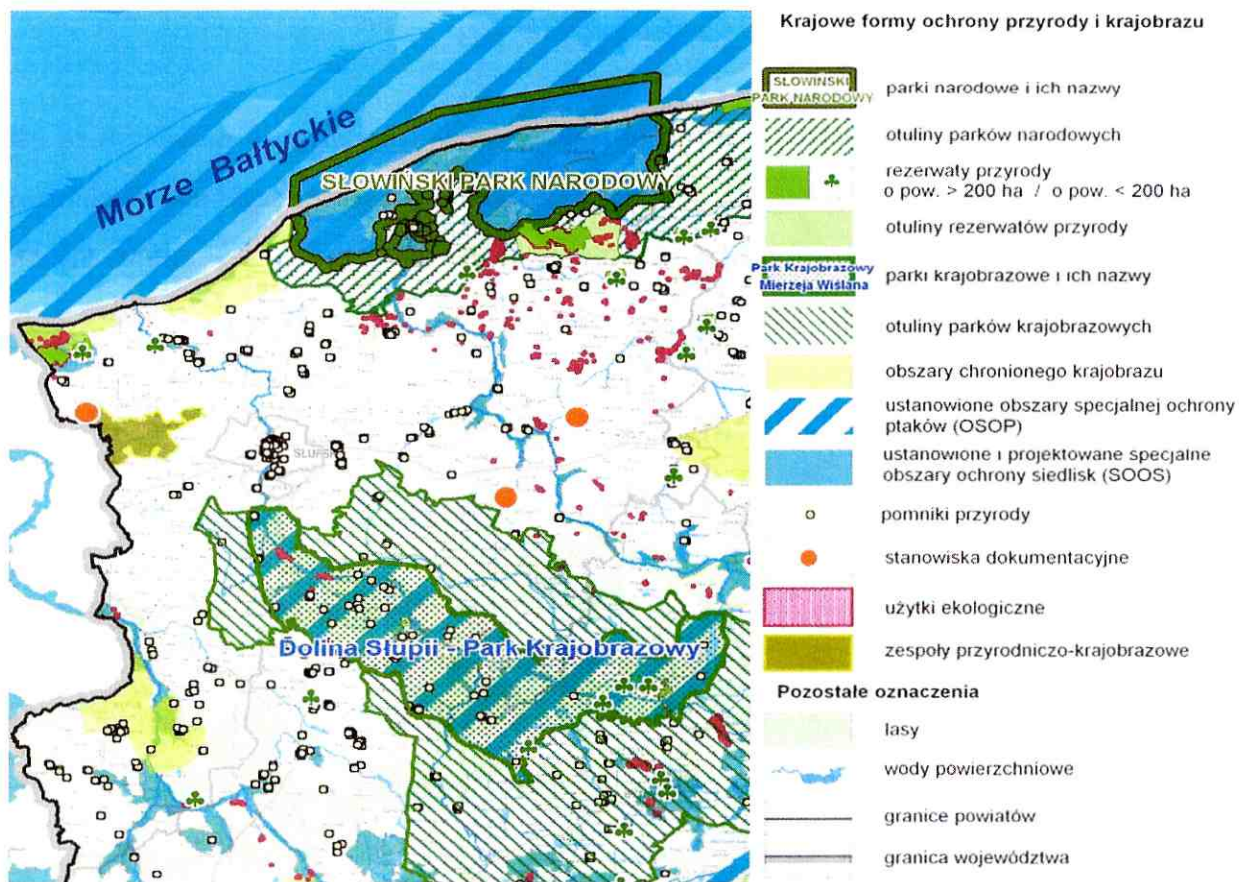 Morze Bałtyckie
SŁOWIŃSKI PARK NARODOWY
SŁUPSK
Dolina Słupii - Park Krajobrazowy
Krajowe formy ochrony przyrody i krajobrazu
SŁOWIŃSKI
PARK NARODOWY
parki narodowe i ich nazwy
otuliny parków narodowych
rezerwaty przyrody
o pow. > 200 ha / o pow. < 200 ha
otuliny rezerwatów przyrody
Park Krajobrazowy
Mierzeja Wiślana
parki krajobrazowe i ich nazwy
otuliny parków krajobrazowych
obszary chronionego krajobrazu
ustanowione obszary specjalnej ochrony
ptaków (OSOP)
ustanowione i projektowane specjalne
obszary ochrony siedlisk (SOOS)
pomniki przyrody
stanowiska dokumentacyjne
użytki ekologiczne
zespoły przyrodniczo-krajobrazowe
Pozostałe oznaczenia
lasy
wody powierzchniowe
granice powiatów
granica województwa